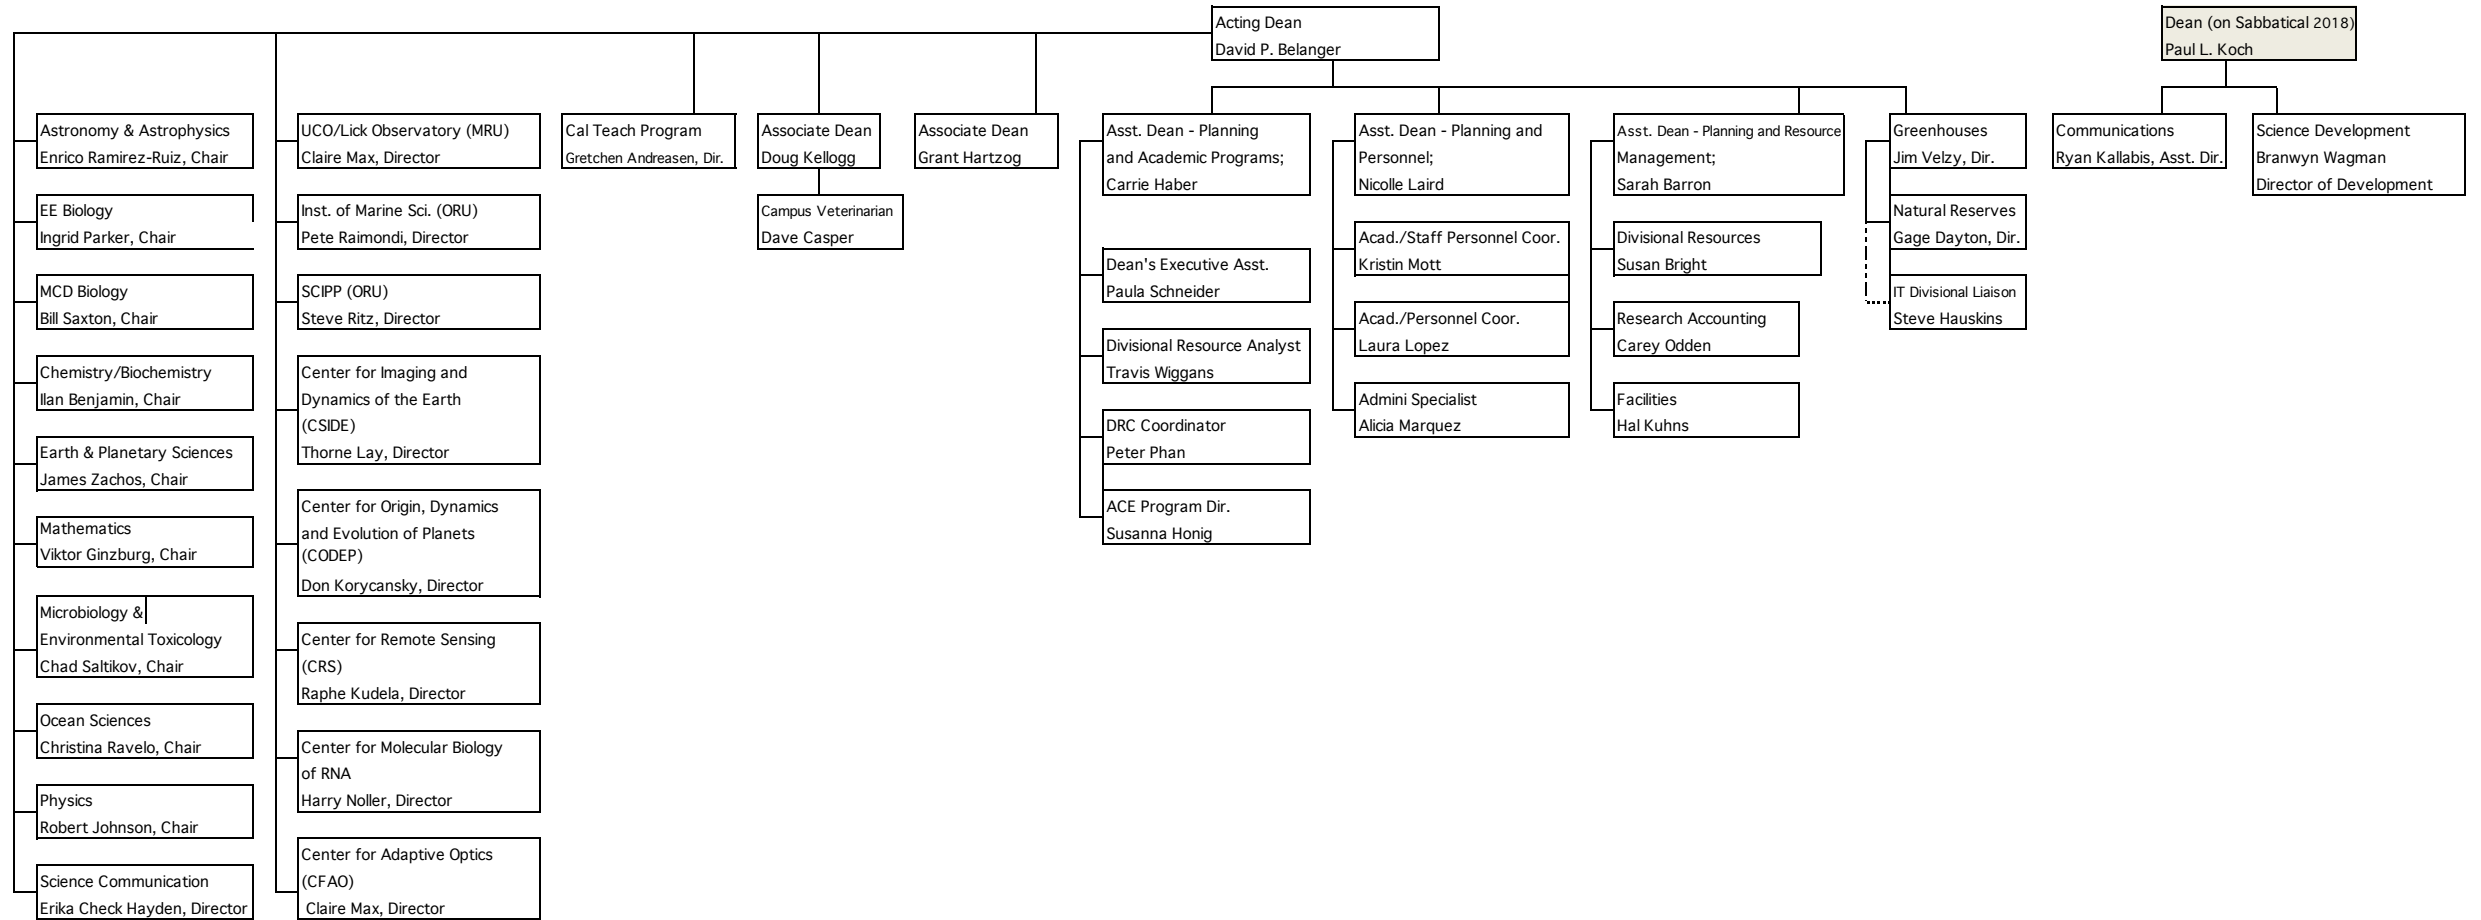 Acting Dean
David P. Belanger
Dean (on Sabbatical 2018)
Paul L. Koch
Astronomy & Astrophysics
Enrico Ramirez-Ruiz, Chair
EE Biology
Ingrid Parker, Chair
MCD Biology
Bill Saxton, Chair
Chemistry/Biochemistry
Ilan Benjamin, Chair
Earth & Planetary Sciences
James Zachos, Chair
Mathematics
Viktor Ginzburg, Chair
Microbiology &
Environmental Toxicology
Chad Saltikov, Chair
Ocean Sciences
Christina Ravelo, Chair
Physics
Robert Johnson, Chair
Science Communication
Erika Check Hayden, Director
UCO/Lick Observatory (MRU)
Claire Max, Director
Inst. of Marine Sci. (ORU)
Pete Raimondi, Director
SCIPP (ORU)
Steve Ritz, Director
Center for Imaging and
Dynamics of the Earth
(CSIDE)
Thorne Lay, Director
Center for Origin, Dynamics
and Evolution of Planets
(CODEP)
Don Korycansky, Director
Center for Remote Sensing
(CRS)
Raphe Kudela, Director
Center for Molecular Biology
of RNA
Harry Noller, Director
Center for Adaptive Optics
(CFAO)
Claire Max, Director
Cal Teach Program
Gretchen Andreasen, Dir.
Associate Dean
Doug Kellogg
Campus Veterinarian
Dave Casper
Associate Dean
Grant Hartzog
Asst. Dean - Planning
and Academic Programs;
Carrie Haber
Dean's Executive Asst.
Paula Schneider
Divisional Resource Analyst
Travis Wiggans
DRC Coordinator
Peter Phan
ACE Program Dir.
Susanna Honig
Asst. Dean - Planning and
Personnel;
Nicolle Laird
Acad./Staff Personnel Coor.
Kristin Mott
Acad./Personnel Coor.
Laura Lopez
Admini Specialist
Alicia Marquez
Asst. Dean - Planning and Resource
Management;
Sarah Barron
Divisional Resources
Susan Bright
Research Accounting
Carey Odden
Facilities
Hal Kuhns
Greenhouses
Jim Velzy, Dir.
Natural Reserves
Gage Dayton, Dir.
IT Divisional Liaison
Steve Hauskins
Communications
Ryan Kallabis, Asst. Dir.
Science Development
Branwyn Wagman
Director of Development